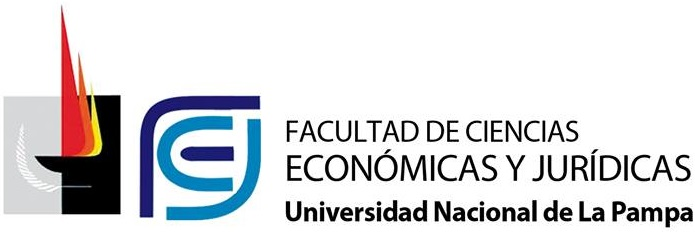 FACULTAD DE CIENCIAS
ECONÓMICAS Y JURÍDICAS
Universidad Nacional de La Pampa